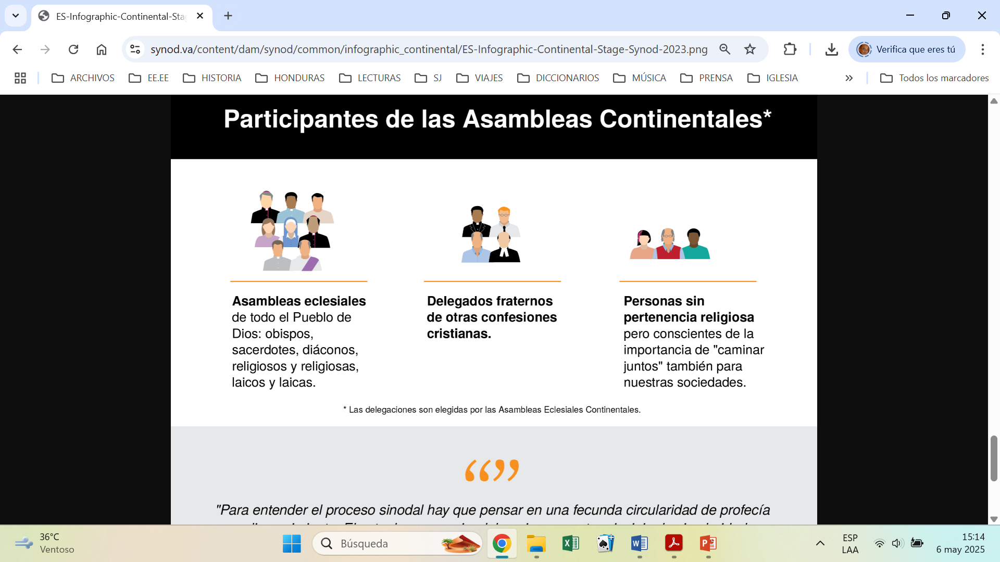 ES-Infographic-Continental-Sta
synod.va/content/dam/synod/common/infographic_continental/ES-Infographic-Continental-Stage-Synod-2023.png
Verifica que eres tú
ARCHIVOS
EE.EE
HISTORIA
HONDURAS
LECTURAS
SJ
VIAJES
DICCIONARIOS
MÚSICA
PRENSA
IGLESIA
Todos los marcadores
Participantes de las Asambleas Continentales*
Asambleas eclesiales
de todo el Pueblo de
Dios: obispos,
sacerdotes, diáconos,
religiosos y religiosas,
laicos y laicas.
Delegados fraternos
de otras confesiones
cristianas.
Personas sin
pertenencia religiosa
pero conscientes de la
importancia de "caminar
juntos" también para
nuestras sociedades.
* Las delegaciones son elegidas por las Asambleas Eclesiales Continentales.
“”
"Para entender el proceso sinodal hay que pensar en una fecunda circularidad de profecía
36°C
Ventoso
Búsqueda
ESP
LAA
15:14
6 may 2025